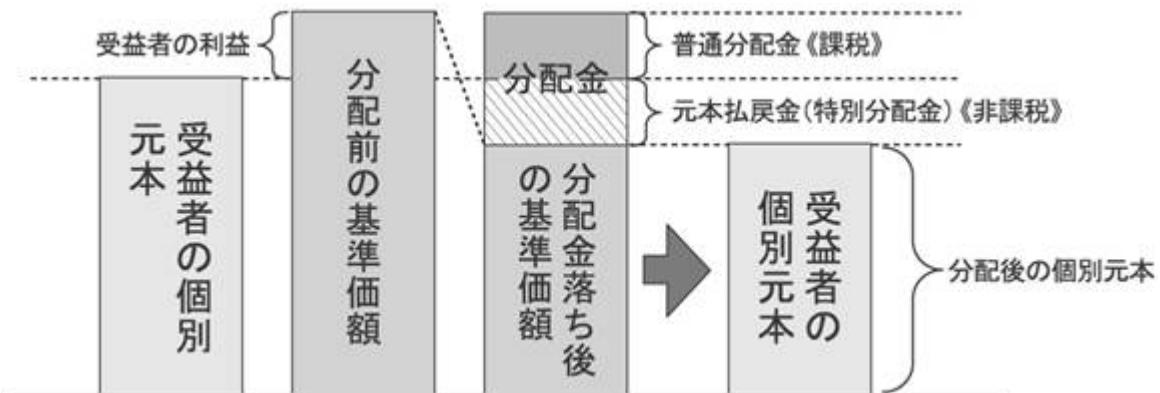 受益者の利益
受益者の個別
元本
分配前の基準価額
分配金
分配金落ち後
の基準価額
普通分配金《課税》
元本払戻金(特別分配金)《非課税》
受益者の
個別元本
分配後の個別元本